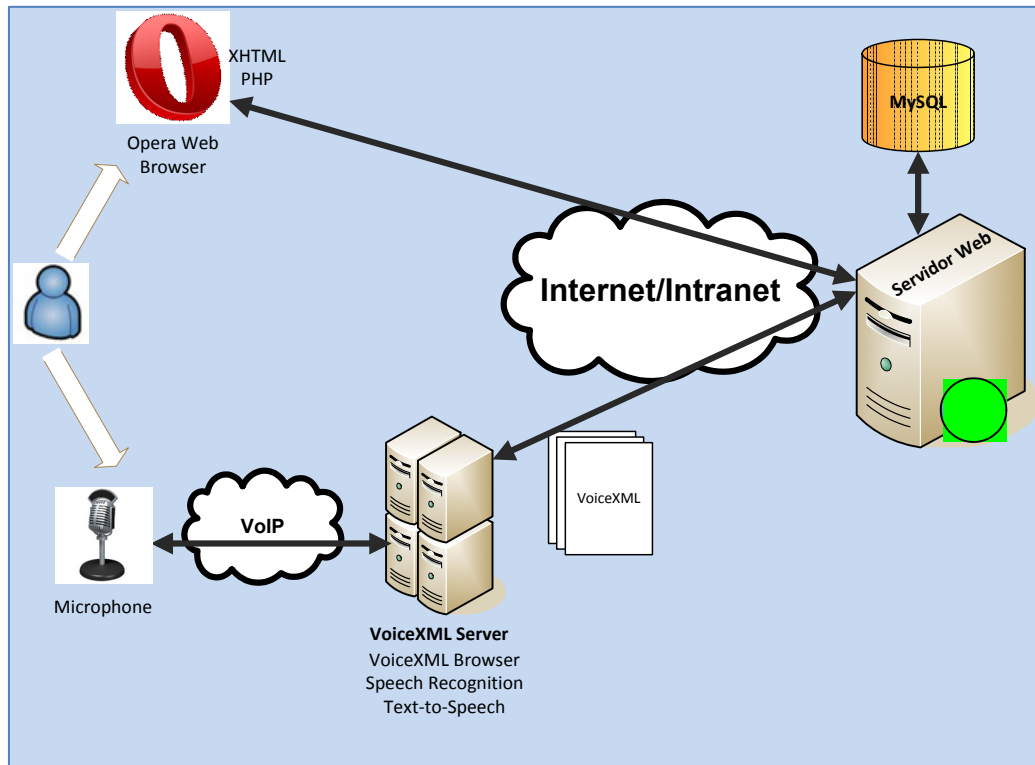 XHTML
PHP
MySQL
Opera Web
Browser
Servidor Web
Internet/Intranet
VoiceXML
VoIP
Microphone
VoiceXML Server
VoiceXML Browser
Speech Recognition
Text-to-Speech